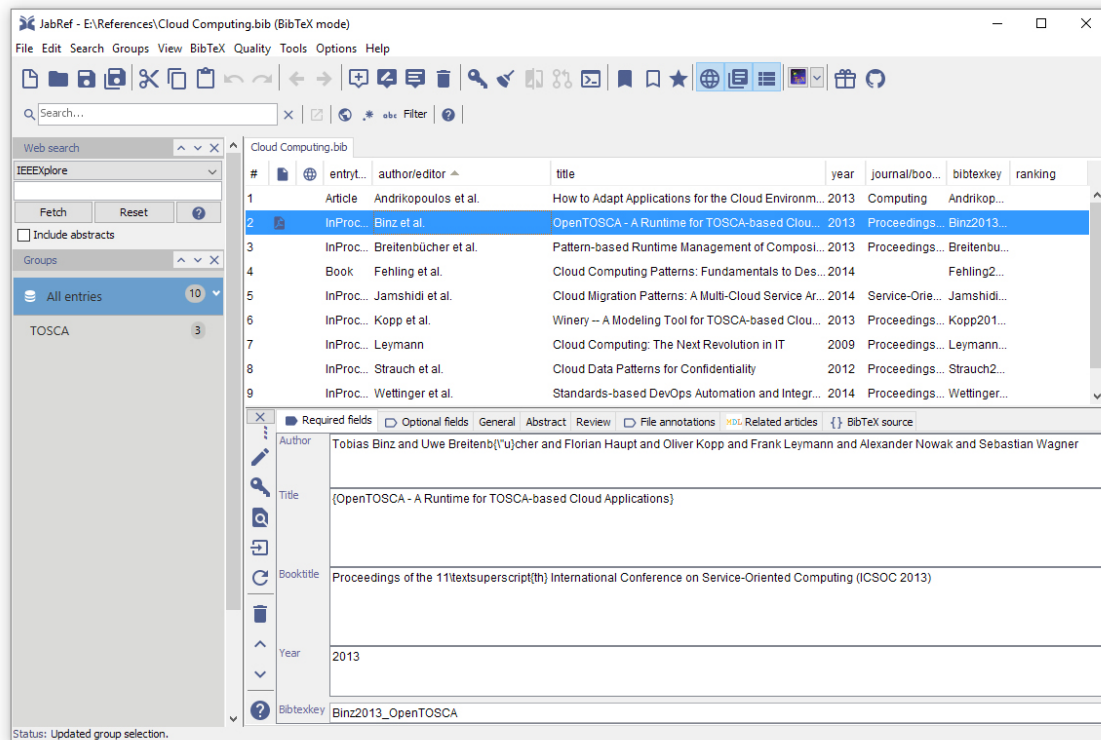 JabRef - E:\References\Cloud Computing.bib (BibTeX mode)
File Edit Search Groups View BibTeX Quality Tools Options Help
Search...
abc Filter
Web search
IEEEXplore
Fetch Reset
Include abstracts
Groups
All entries 10
TOSCA 3
Cloud Computing.bib
# entryt... author/editor title year journal/boo... bibtexkey ranking
1 Article Andrikopoulos et al. How to Adapt Applications for the Cloud Environm... 2013 Computing Andrikop...
2 InProc... Binz et al. OpenTOSCA - A Runtime for TOSCA-based Clou... 2013 Proceedings... Binz2013...
3 InProc... Breitenbücher et al. Pattern-based Runtime Management of Composi... 2013 Proceedings... Breitenbu...
4 Book Fehling et al. Cloud Computing Patterns: Fundamentals to Des... 2014 Fehling2...
5 InProc... Jamshidi et al. Cloud Migration Patterns: A Multi-Cloud Service Ar... 2014 Service-Orie... Jamshidi...
6 InProc... Kopp et al. Winery -- A Modeling Tool for TOSCA-based Clou... 2013 Proceedings... Kopp201...
7 InProc... Leymann Cloud Computing: The Next Revolution in IT 2009 Proceedings... Leymann...
8 InProc... Strauch et al. Cloud Data Patterns for Confidentiality 2012 Proceedings... Strauch2...
9 InProc... Wettinger et al. Standards-based DevOps Automation and Integr... 2014 Proceedings... Wettinger...
Required fields Optional fields General Abstract Review File annotations MDL Related articles {} BibTeX source
Author Tobias Binz and Uwe Breitenb{\"u}cher and Florian Haupt and Oliver Kopp and Frank Leymann and Alexander Nowak and Sebastian Wagner
Title {OpenTOSCA - A Runtime for TOSCA-based Cloud Applications}
Booktitle Proceedings of the 11\textsuperscript{th} International Conference on Service-Oriented Computing (ICSOC 2013)
Year 2013
Bibtexkey Binz2013_OpenTOSCA
Status: Updated group selection.